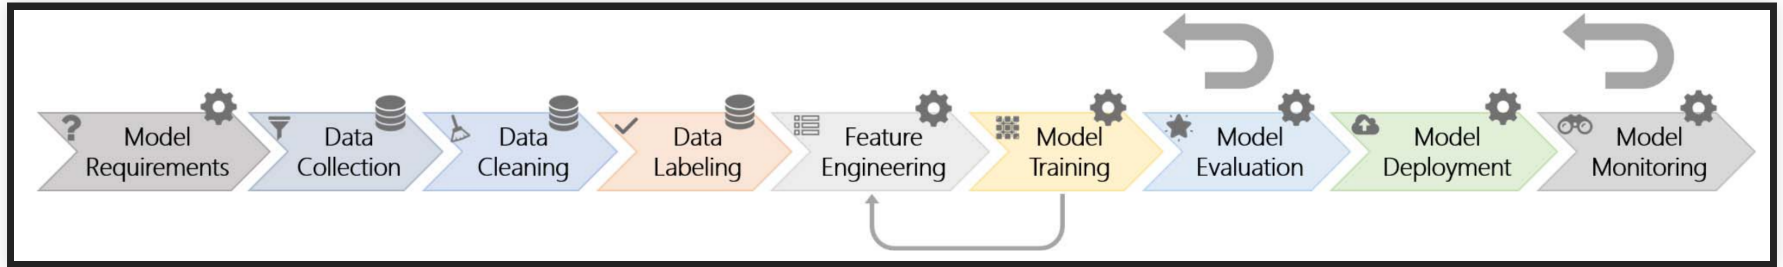 Model
Requirements
Data
Collection
Data
Cleaning
Data
Labeling
Feature
Engineering
Model
Training
Model
Evaluation
Model
Deployment
Model
Monitoring